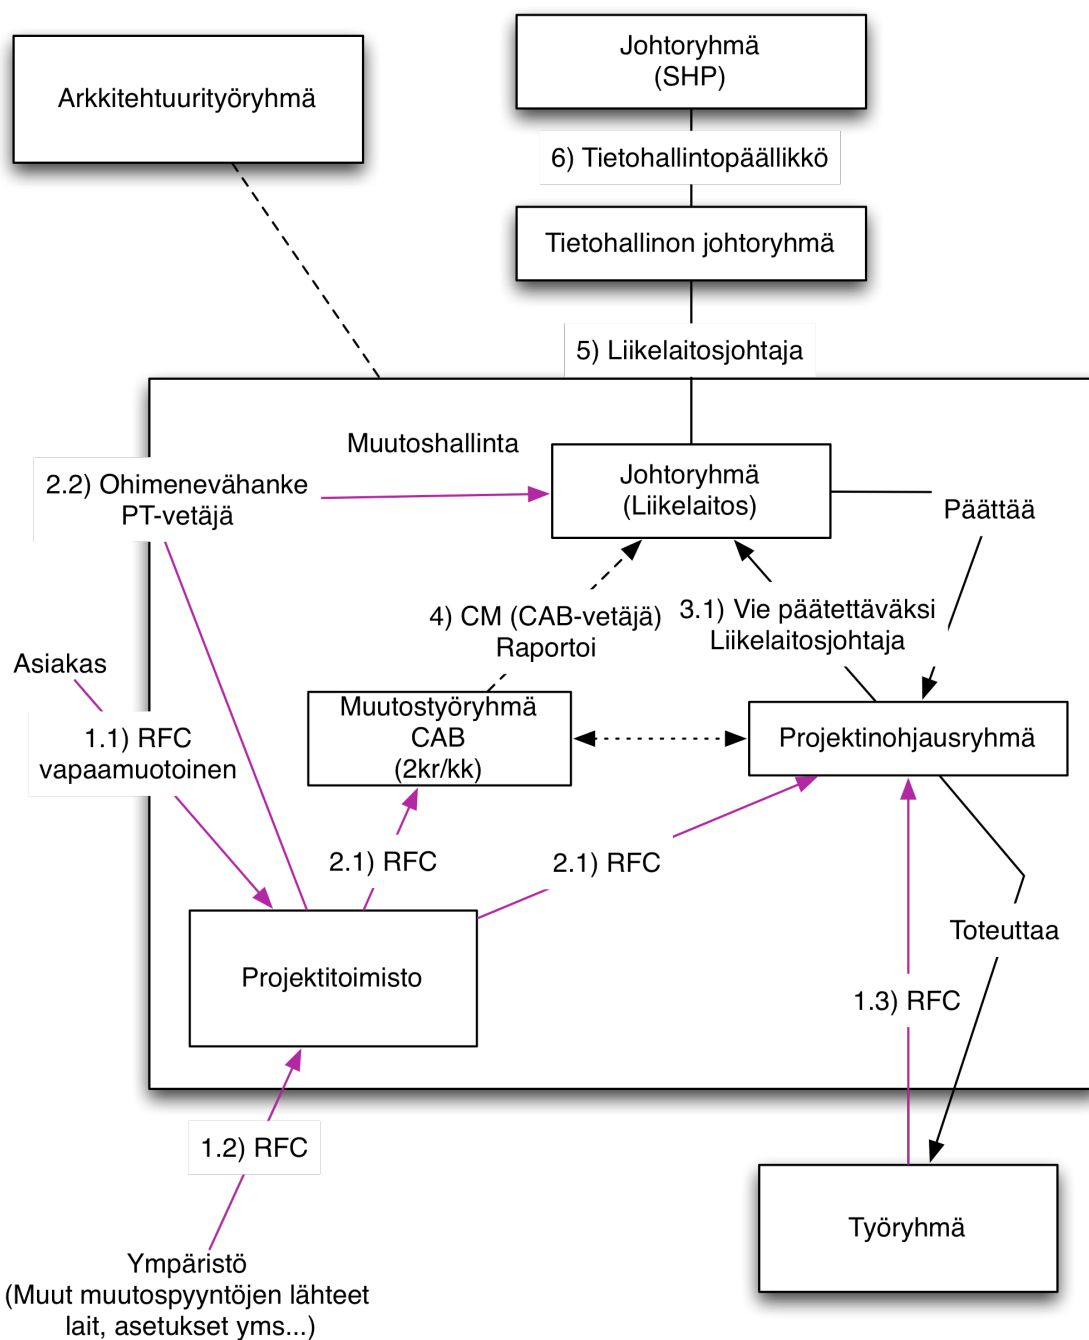 Johtoryhmä
(SHP)
Arkkitehtuurityöryhmä
6) Tietohallintopäällikkö
Tietohallinon johtoryhmä
5) Liikelaitosjohtaja
Muutoshallinta
2.2) Ohimenevähanke
PT-vetäjä
Johtoryhmä
(Liikelaitos)
Päättää
4) CM (CAB-vetäjä)
Raportoi
3.1) Vie päätettäväksi
Liikelaitosjohtaja
Asiakas
1.1) RFC
vapaamuotoinen
Muutostyöryhmä
CAB
(2kr/kk)
Projektinohjausryhmä
2.1) RFC
2.1) RFC
Toteuttaa
Projektitoimisto
1.3) RFC
1.2) RFC
Työryhmä
Ympäristö
(Muut muutospyyntöjen lähteet
lait, asetukset yms...)